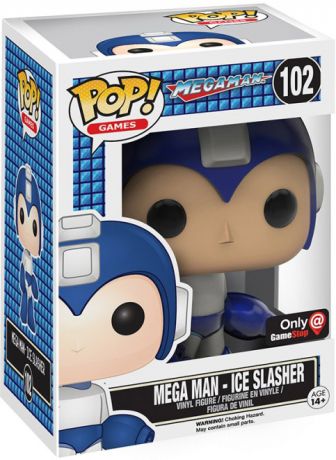 POP!
GAMES
MEGAMAN
102
Only @
GameStop
MEGA MAN - ICE SLASHER
VINYL FIGURE / FIGURINE EN VINYLE /
FIGURA DE VINIL
AGE
14+
WARNING: CHOKING HAZARD.
May contain small parts.
MEGA MAN - ICE SLASHER
102